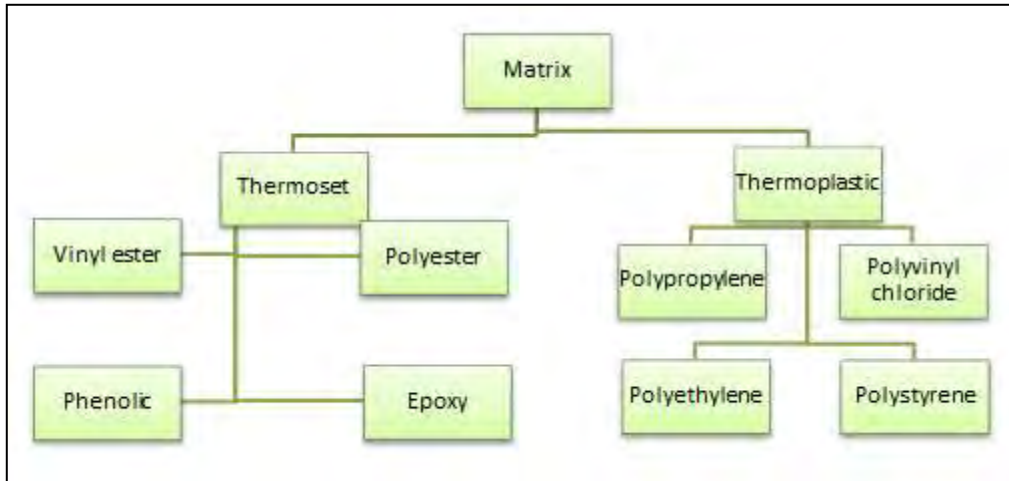 Matrix
Thermoset
Thermoplastic
Vinyl ester
Polyester
Polypropylene
Polyvinyl
chloride
Phenolic
Epoxy
Polyethylene
Polystyrene